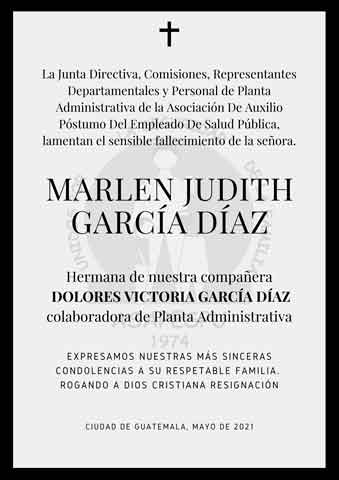 La Junta Directiva, Comisiones, Representantes
Departamentales y Personal de Planta
Administrativa de la Asociación De Auxilio
Póstumo Del Empleado De Salud Pública,
lamentan el sensible fallecimiento de la señora.
MARLEN JUDITH
GARCÍA DÍAZ
Hermana de nuestra compañera
DOLORES VICTORIA GARCÍA DÍAZ
colaboradora de Planta Administrativa
1974
EXPRESAMOS NUESTRAS MÁS SINCERAS
CONDOLENCIAS A SU RESPETABLE FAMILIA.
ROGANDO A DIOS CRISTIANA RESIGNACIÓN
CIUDAD DE GUATEMALA, MAYO DE 2021